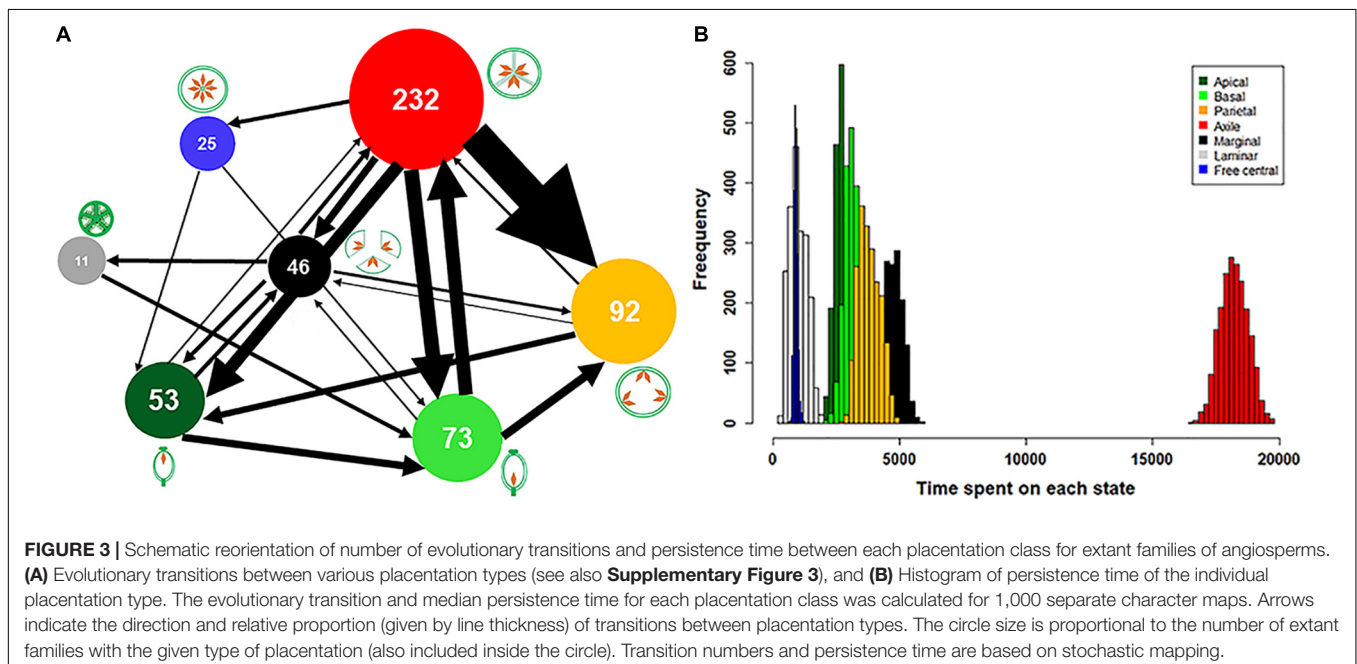 A
232
25
11
46
92
53
73
B
Freequency
600
500
400
300
200
100
0
Apical
Basal
Parietal
Axile
Marginal
Laminar
Free central
0 5000 10000 15000 20000
Time spent on each state
FIGURE 3 | Schematic reorientation of number of evolutionary transitions and persistence time between each placentation class for extant families of angiosperms.
(A) Evolutionary transitions between various placentation types (see also Supplementary Figure 3), and (B) Histogram of persistence time of the individual
placentation type. The evolutionary transition and median persistence time for each placentation class was calculated for 1,000 separate character maps. Arrows
indicate the direction and relative proportion (given by line thickness) of transitions between placentation types. The circle size is proportional to the number of extant
families with the given type of placentation (also included inside the circle). Transition numbers and persistence time are based on stochastic mapping.